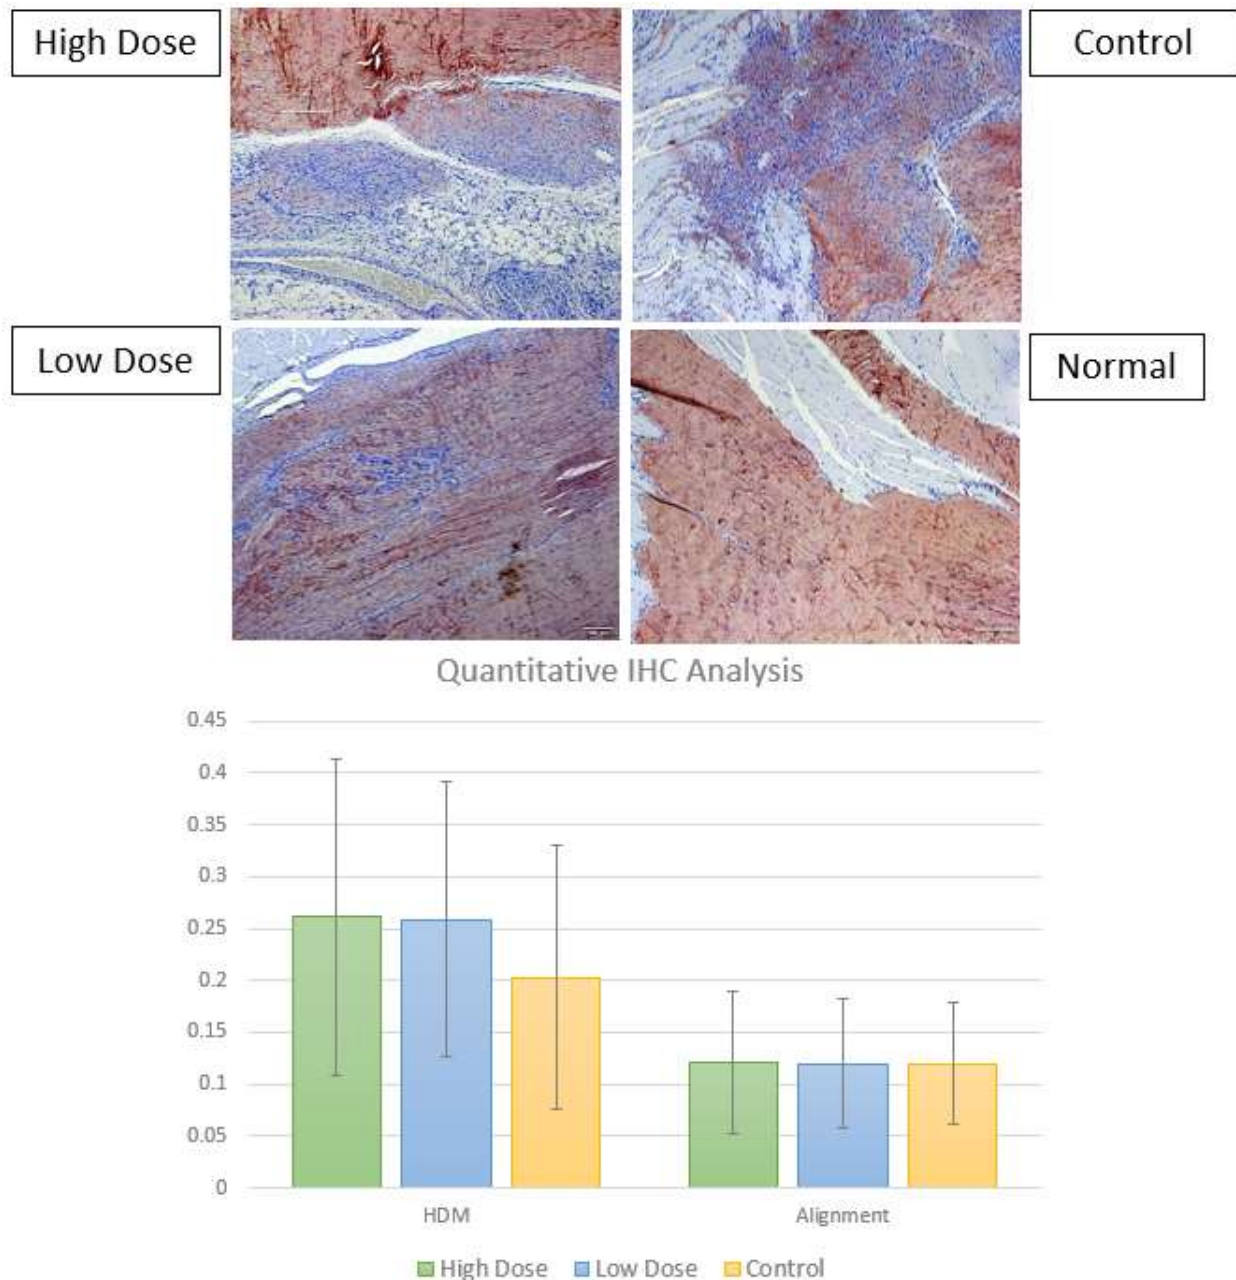 High Dose
Control
Low Dose
Normal
Quantitative IHC Analysis
0.45
0.4
0.35
0.3
0.25
0.2
0.15
0.1
0.05
0
HDM
Alignment
High Dose
Low Dose
Control